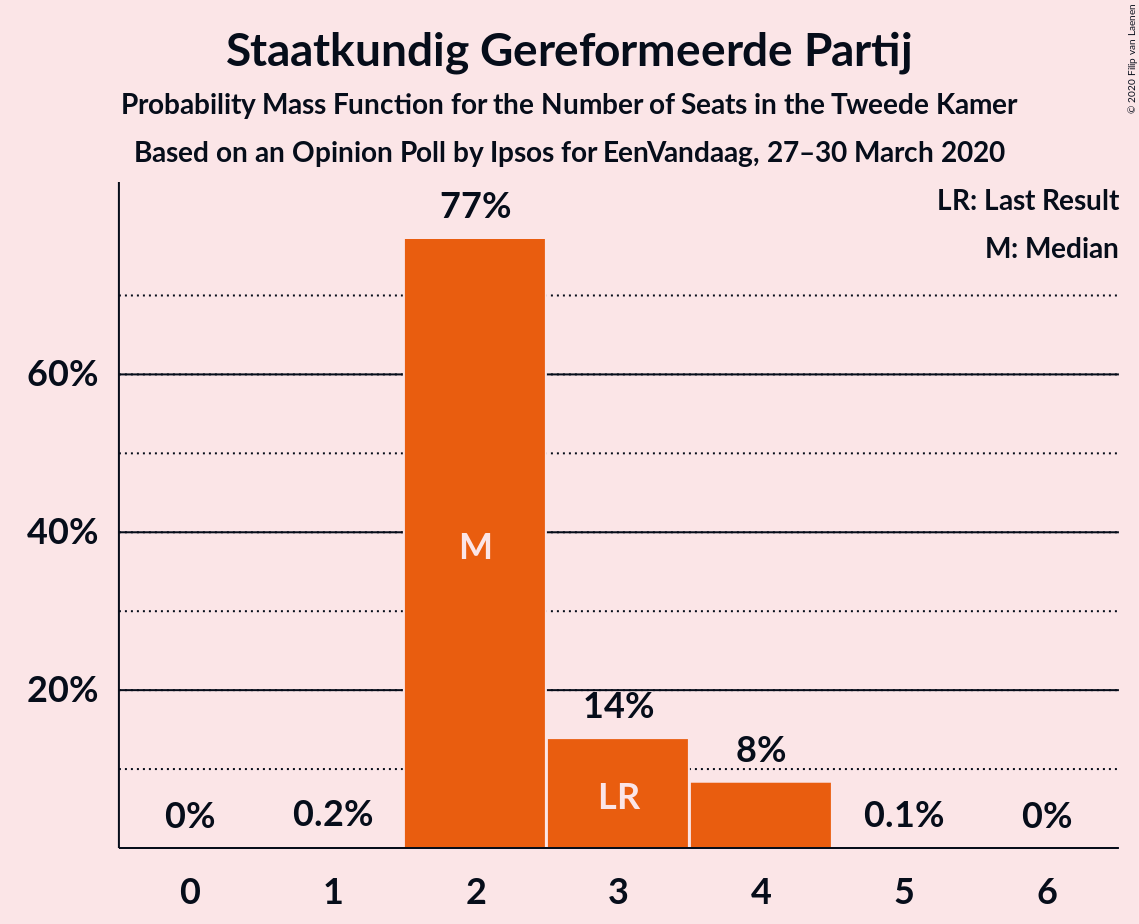 Staatkundig Gereformeerde Partij
Probability Mass Function for the Number of Seats in the Tweede Kamer
Based on an Opinion Poll by Ipsos for EenVandaag, 27–30 March 2020
© 2020 Filip van Laenen
LR: Last Result
M: Median
77%
60%
M
40%
20%
14%
8%
LR
0%
0.2%
0.1%
0%
0
1
2
3
4
5
6